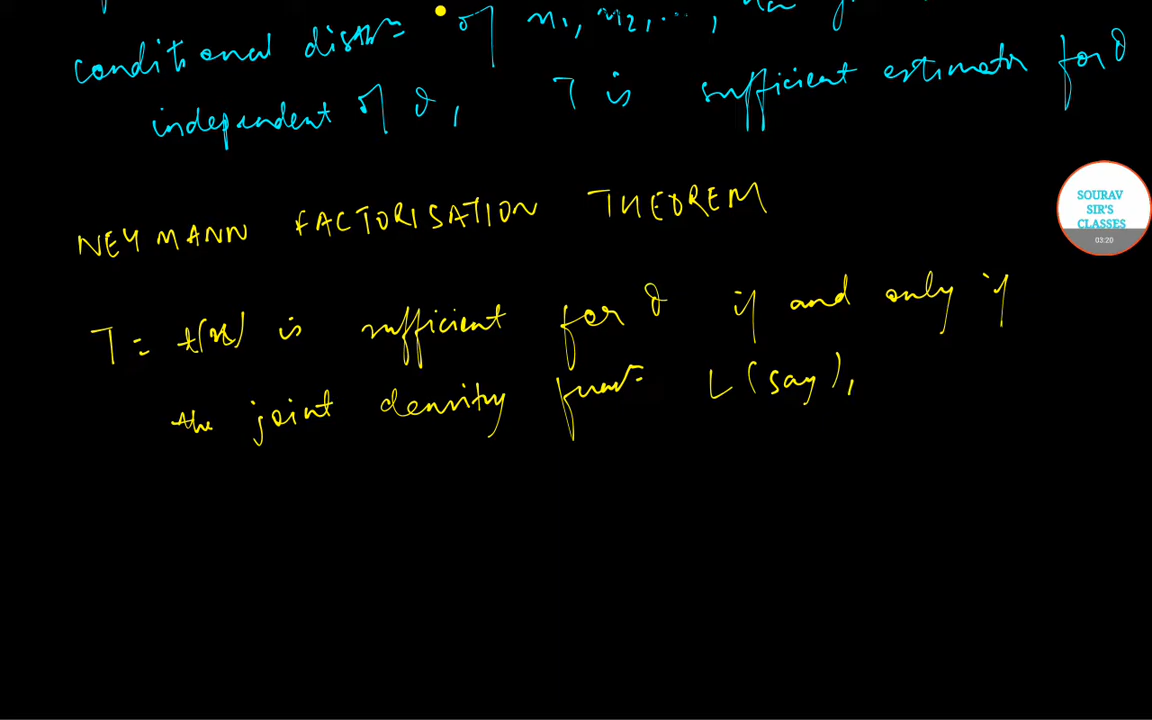 conditional distn of x1, x2, ...,
independent of θ, T is sufficient estimator for θ
NEYMANN FACTORISATION THEOREM
T = t(x) is sufficient for θ if and only if
the joint density funcn L (say),
SOURAV
SIR'S
CLASSES
03:20